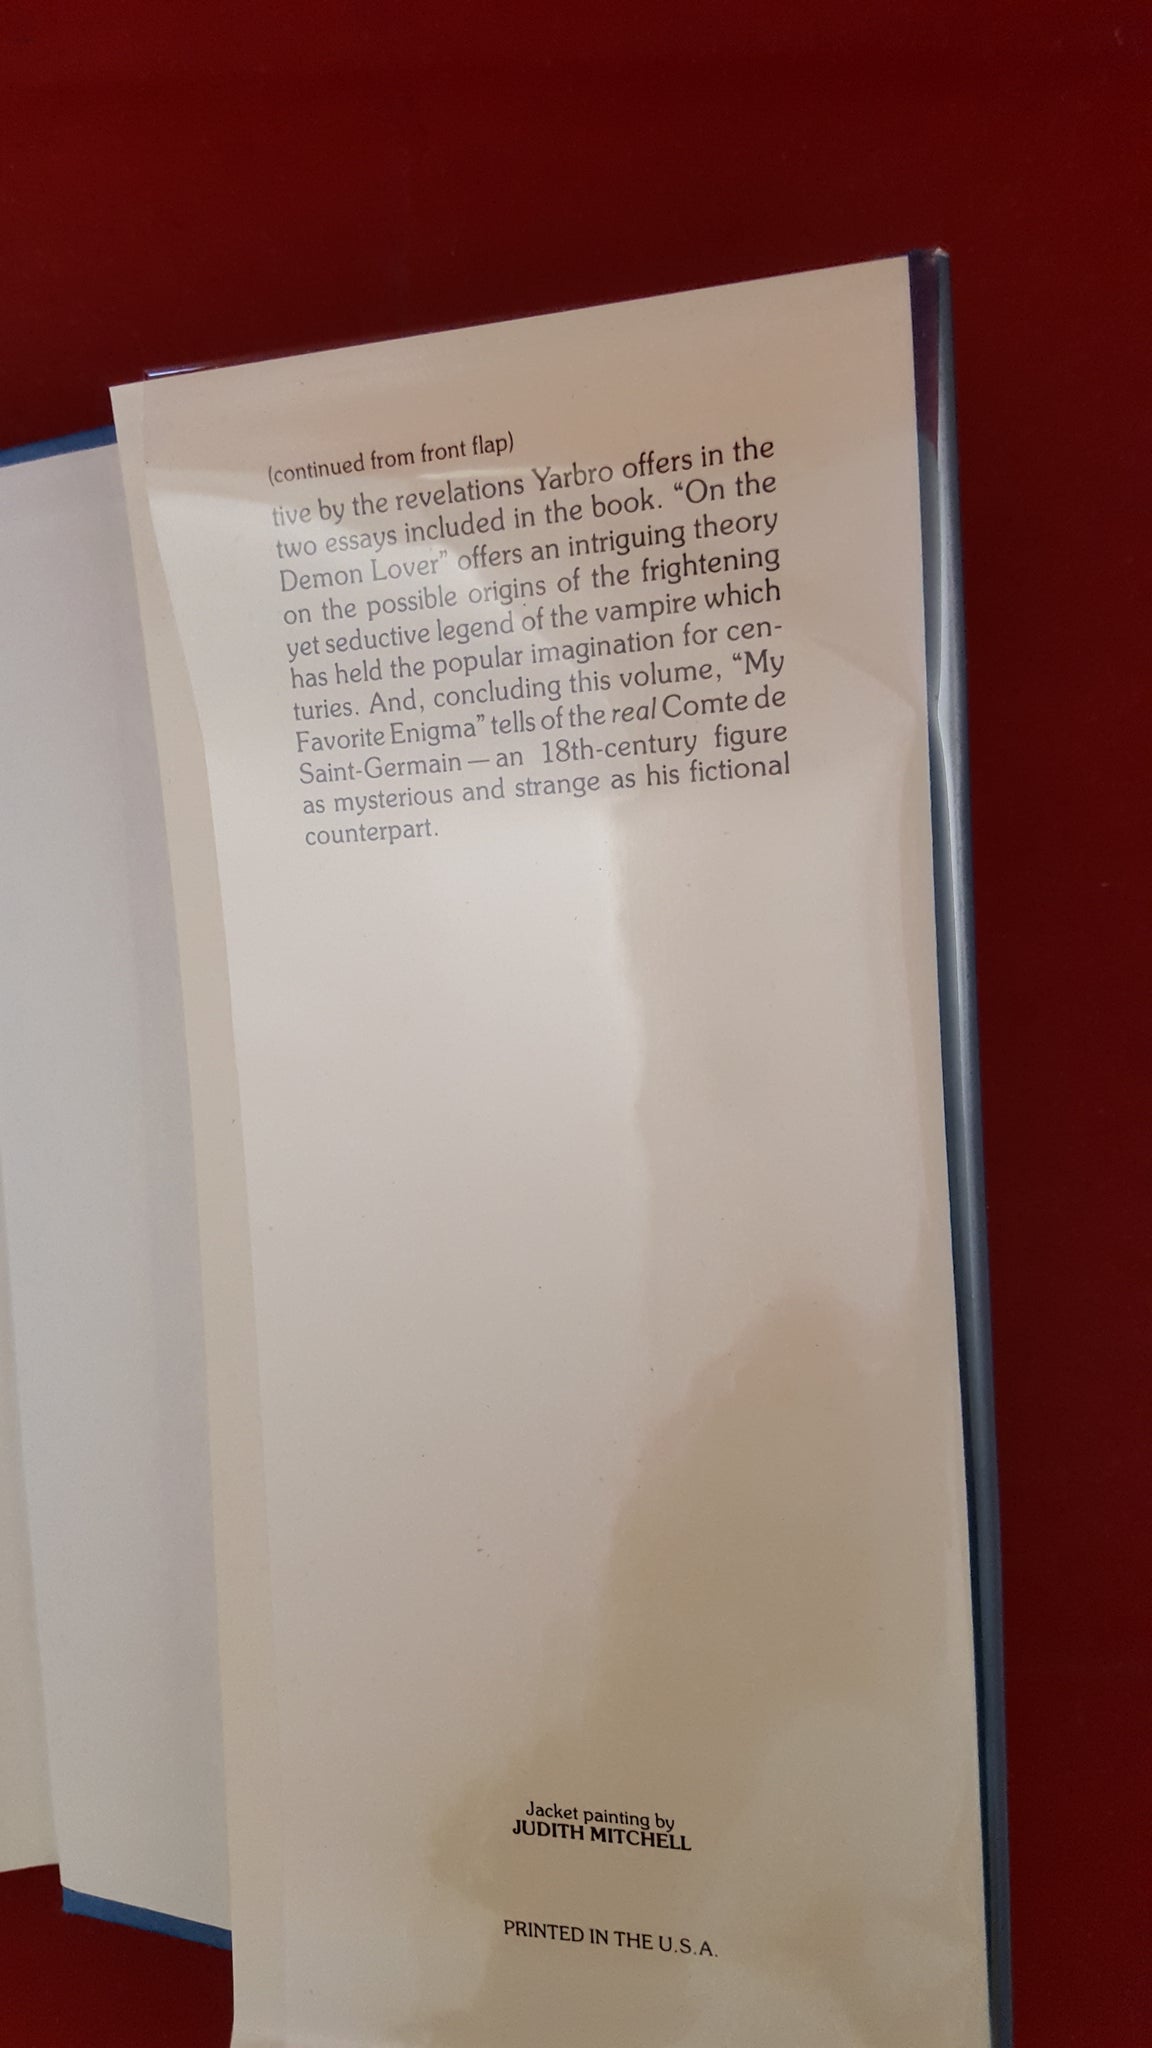 (continued from front flap)
tive by the revelations Yarbro offers in the
two essays included in the book. “On the
Demon Lover” offers an intriguing theory
on the possible origins of the frightening
yet seductive legend of the vampire which
has held the popular imagination for cen-
turies. And, concluding this volume, “My
Favorite Enigma” tells of the real Comte de
Saint-Germain — an 18th-century figure
as mysterious and strange as his fictional
counterpart.
Jacket painting by
JUDITH MITCHELL
PRINTED IN THE U.S.A.